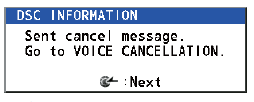 DSC INFORMATION
Sent cancel message.
Go to VOICE CANCELLATION.
:Next